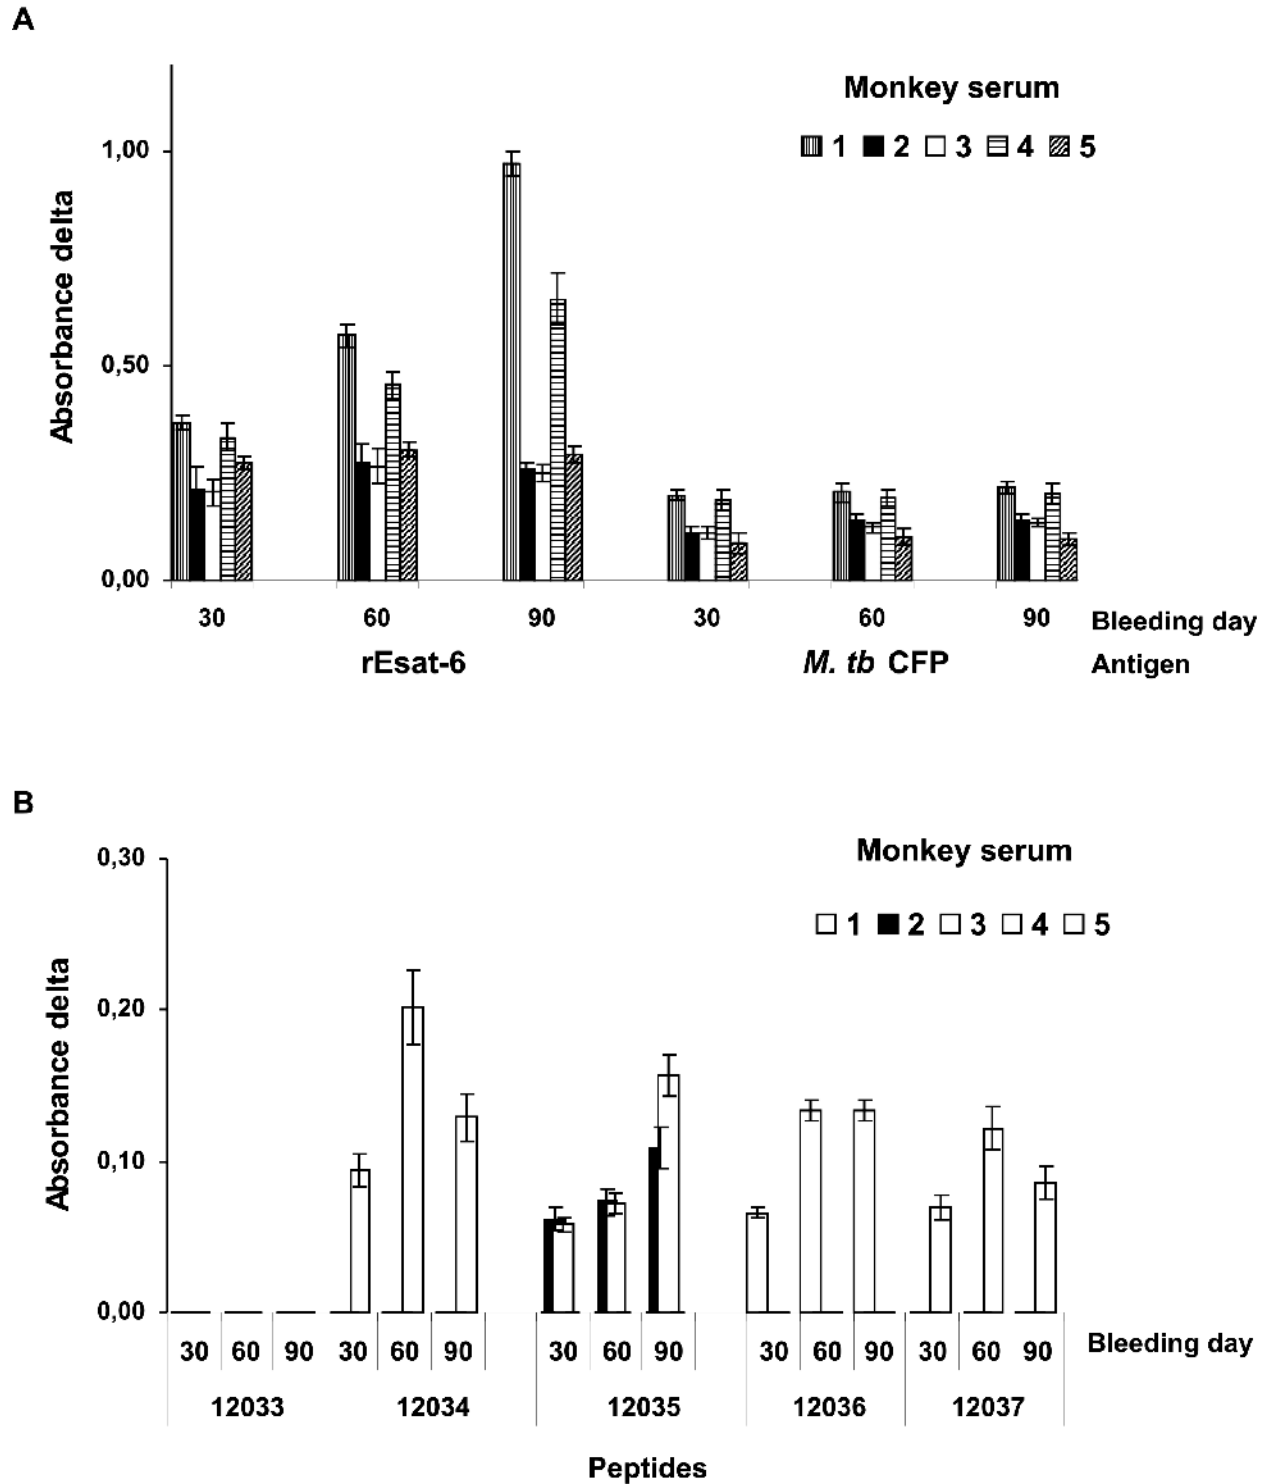 A
Monkey serum
1 2 3 4 5
1,00
Absorbance delta
0,50
0,00
30 60 90 30 60 90 Bleeding day
rEsat-6 M. tb CFP Antigen
B
Monkey serum
1 2 3 4 5
0,30
Absorbance delta
0,20
0,10
0,00
30 60 90 30 60 90 30 60 90 30 60 90 30 60 90 Bleeding day
12033 12034 12035 12036 12037
Peptides